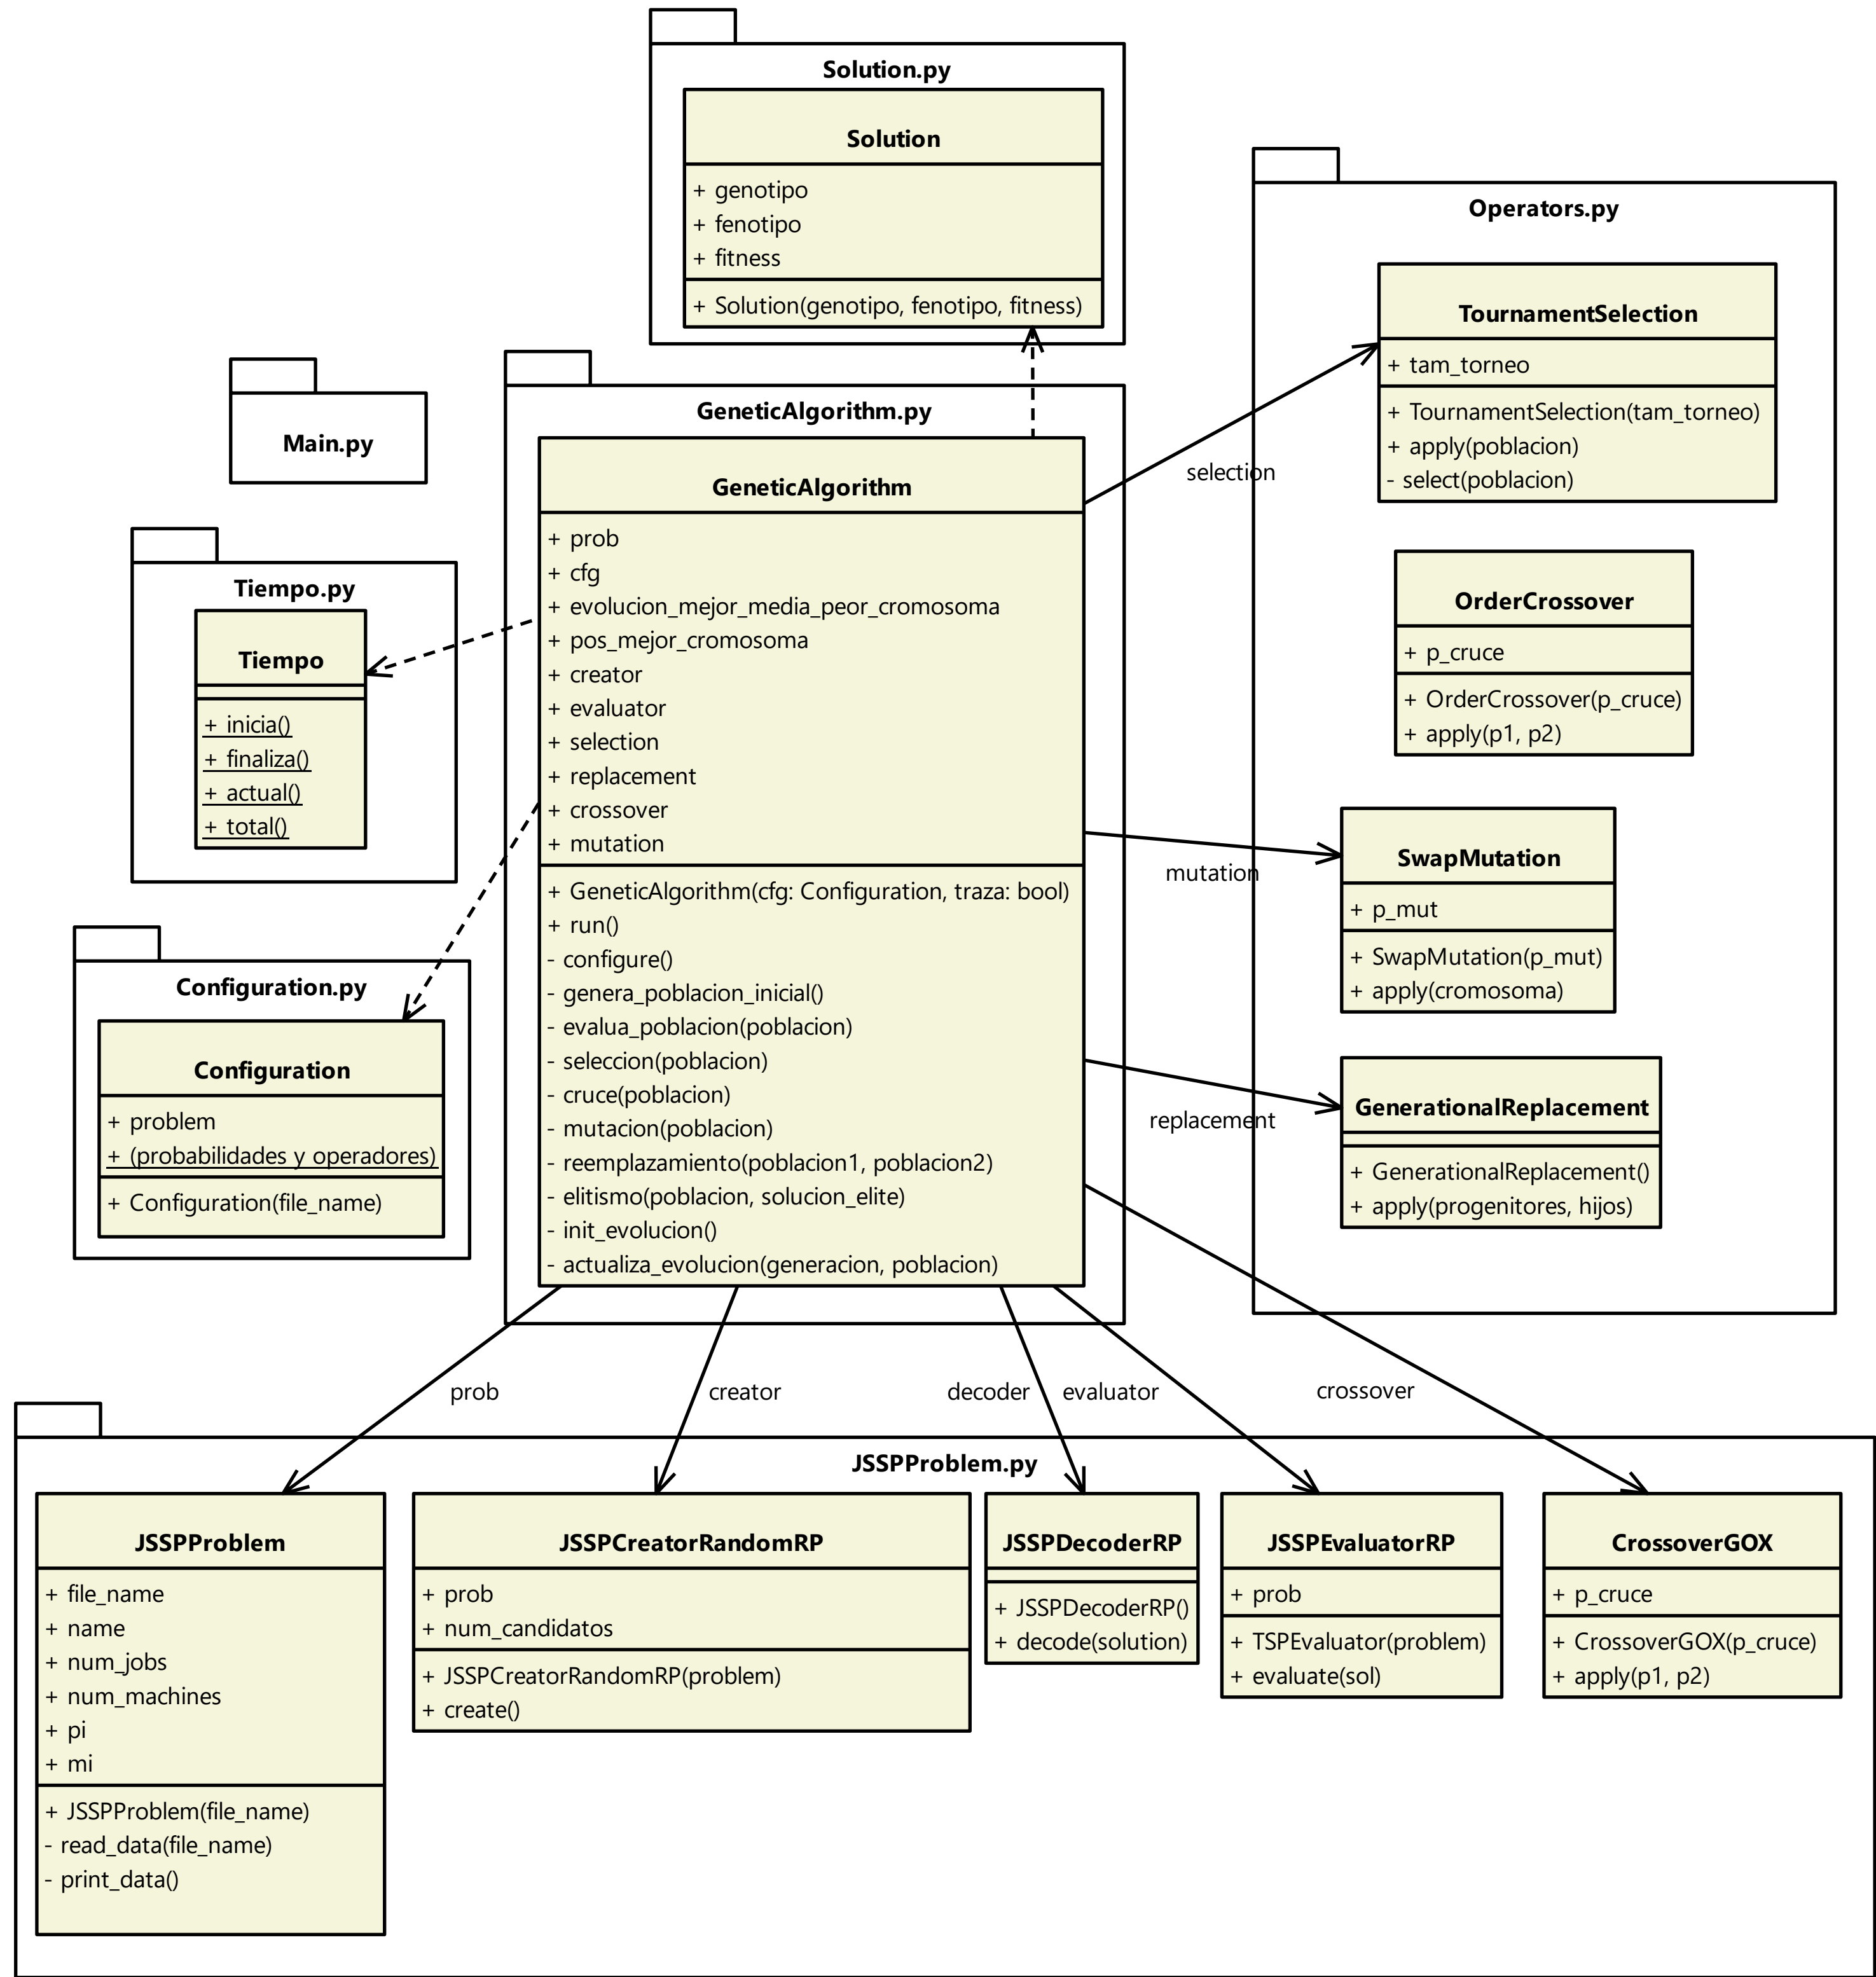 Solution.py
Solution
+ genotipo
+ fenotipo
+ fitness
+ Solution(genotipo, fenotipo, fitness)
Main.py
Tiempo.py
Tiempo
+ inicia()
+ finaliza()
+ actual()
+ total()
Configuration.py
Configuration
+ problem
+ (probabilidades y operadores)
+ Configuration(file_name)
GeneticAlgorithm.py
GeneticAlgorithm
+ prob
+ cfg
+ evolucion_mejor_media_peor_cromosoma
+ pos_mejor_cromosoma
+ creator
+ evaluator
+ selection
+ replacement
+ crossover
+ mutation
+ GeneticAlgorithm(cfg: Configuration, traza: bool)
+ run()
- configure()
- genera_poblacion_inicial()
- evalua_poblacion(poblacion)
- seleccion(poblacion)
- cruce(poblacion)
- mutacion(poblacion)
- reemplazamiento(poblacion1, poblacion2)
- elitismo(poblacion, solucion_elite)
- init_evolucion()
- actualiza_evolucion(generacion, poblacion)
selection
mutation
replacement
Operators.py
TournamentSelection
+ tam_torneo
+ TournamentSelection(tam_torneo)
+ apply(poblacion)
- select(poblacion)
OrderCrossover
+ p_cruce
+ OrderCrossover(p_cruce)
+ apply(p1, p2)
SwapMutation
+ p_mut
+ SwapMutation(p_mut)
+ apply(cromosoma)
GenerationalReplacement
+ GenerationalReplacement()
+ apply(progenitores, hijos)
prob
creator
decoder
evaluator
crossover
JSSPProblem.py
JSSPProblem
+ file_name
+ name
+ num_jobs
+ num_machines
+ pi
+ mi
+ JSSPProblem(file_name)
- read_data(file_name)
- print_data()
JSSPCreatorRandomRP
+ prob
+ num_candidatos
+ JSSPCreatorRandomRP(problem)
+ create()
JSSPDecoderRP
+ JSSPDecoderRP()
+ decode(solution)
JSSPEvaluatorRP
+ prob
+ TSPEvaluator(problem)
+ evaluate(sol)
CrossoverGOX
+ p_cruce
+ CrossoverGOX(p_cruce)
+ apply(p1, p2)